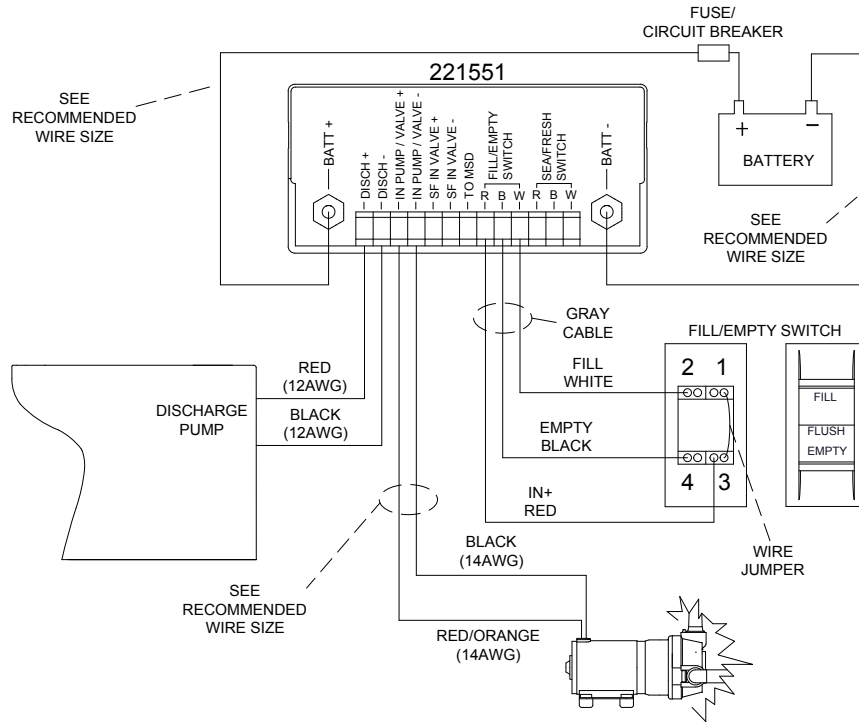 FUSE/
CIRCUIT BREAKER
221551
SEE
RECOMMENDED
WIRE SIZE
BATT +
DISCH +
DISCH -
IN PUMP / VALVE +
IN PUMP / VALVE -
SF IN VALVE +
SF IN VALVE -
TO MSD
FILL/EMPTY
SWITCH
R B W
SEA/FRESH
SWITCH
R B W
BATT -
+ −
BATTERY
SEE
RECOMMENDED
WIRE SIZE
GRAY
CABLE
FILL/EMPTY SWITCH
RED
(12AWG)
FILL
WHITE
2 1
FILL
DISCHARGE
PUMP
BLACK
(12AWG)
EMPTY
BLACK
FLUSH
EMPTY
4 3
IN+
RED
WIRE
JUMPER
BLACK
(14AWG)
SEE
RECOMMENDED
WIRE SIZE
RED/ORANGE
(14AWG)